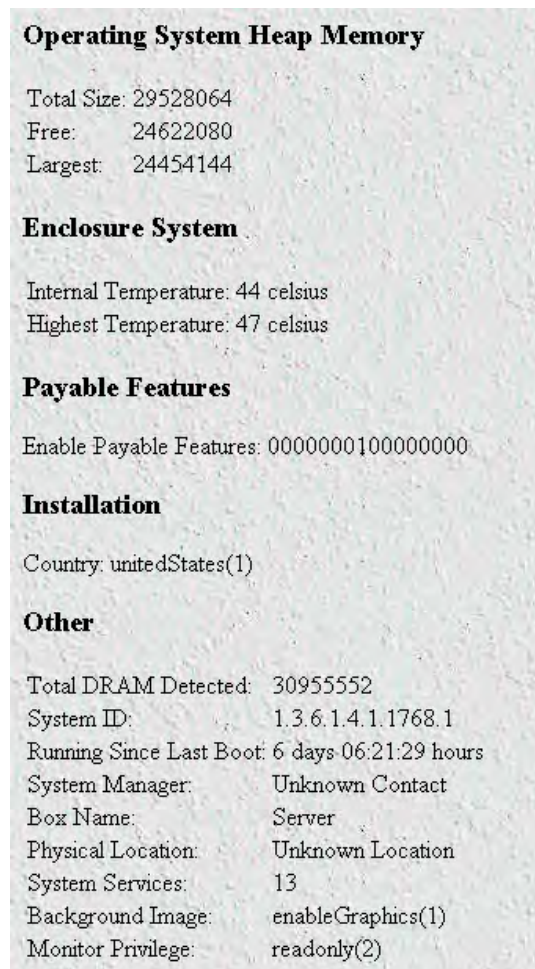 Operating System Heap Memory
Total Size: 29528064
Free: 24622080
Largest: 24454144
Enclosure System
Internal Temperature: 44 celsius
Highest Temperature: 47 celsius
Payable Features
Enable Payable Features: 0000000100000000
Installation
Country: unitedStates(1)
Other
Total DRAM Detected: 30955552
System ID: 1.3.6.1.4.1.1768.1
Running Since Last Boot: 6 days 06:21:29 hours
System Manager: Unknown Contact
Box Name: Server
Physical Location: Unknown Location
System Services: 13
Background Image: enableGraphics(1)
Monitor Privilege: readonly(2)